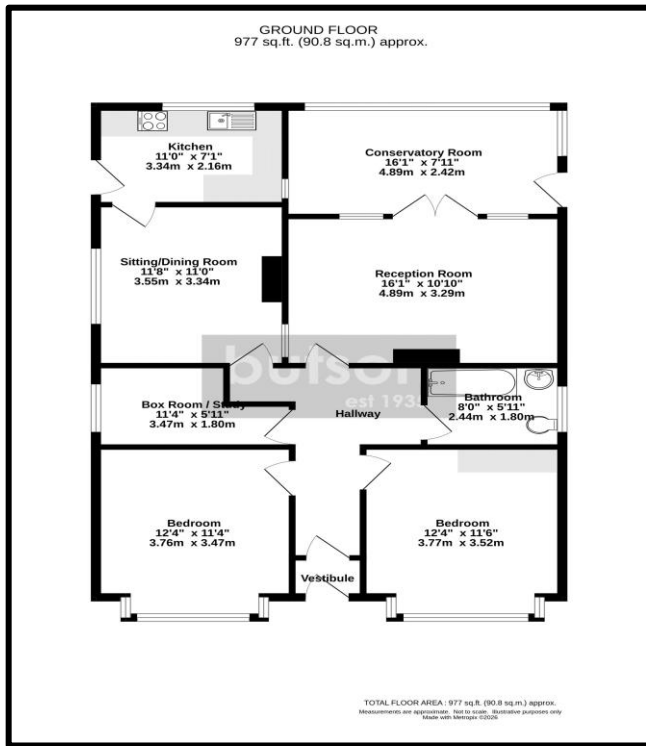 GROUND FLOOR
977 sq.ft. (90.8 sq.m.) approx.
Kitchen
11'0" x 7'1"
3.34m x 2.16m
Conservatory Room
16'1" x 7'11"
4.89m x 2.42m
Sitting/Dining Room
11'8" x 11'0"
3.55m x 3.34m
Reception Room
16'1" x 10'10"
4.89m x 3.29m
est 1935
Box Room / Study
11'4" x 5'11"
3.47m x 1.80m
Hallway
Bathroom
8'0" x 5'11"
2.44m x 1.80m
Bedroom
12'4" x 11'4"
3.76m x 3.47m
Bedroom
12'4" x 11'6"
3.77m x 3.52m
Vestibule
TOTAL FLOOR AREA : 977 sq.ft. (90.8 sq.m.) approx.
Measurements are approximate. Not to scale. Illustrative purposes only
Made with Metropix ©2026